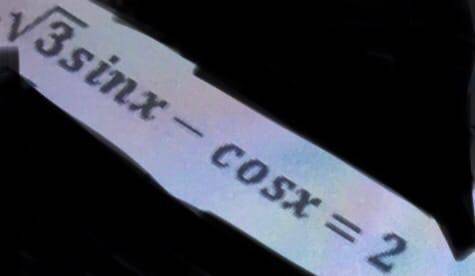 √3sinx − cosx = 2